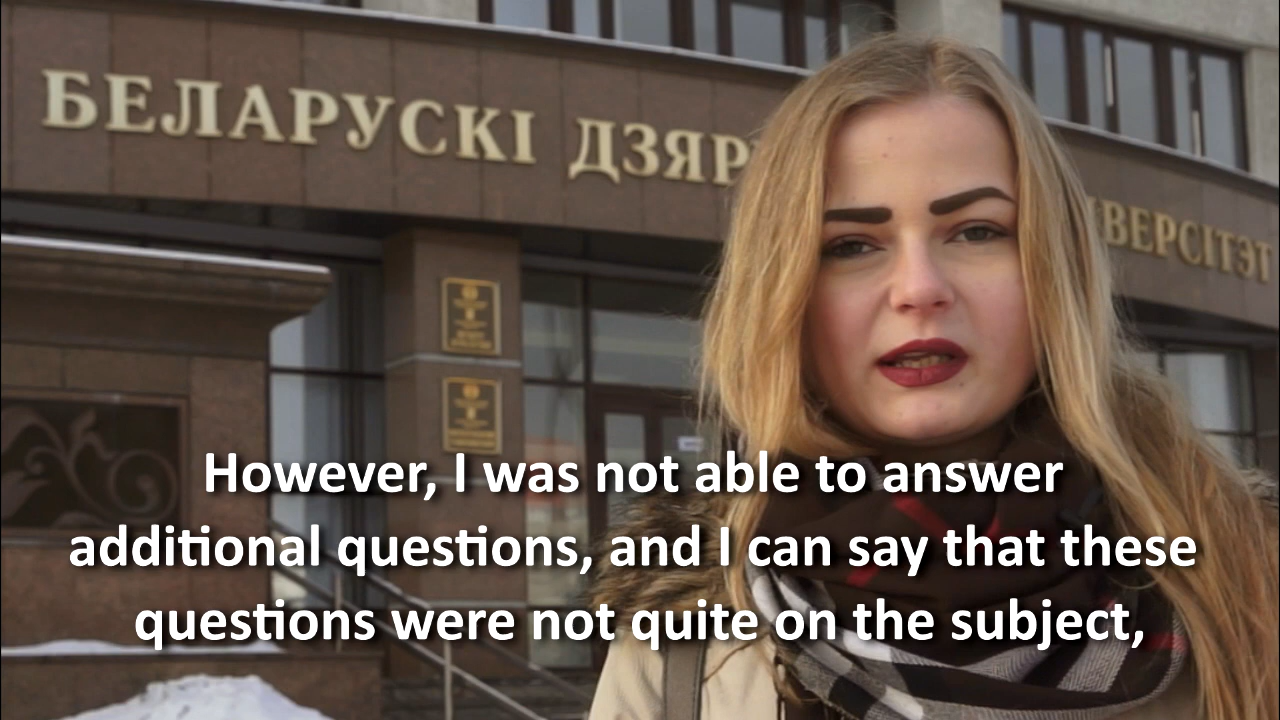 БЕЛАРУСКІ ДЗЯР
ВЕРСІТЭТ
However, I was not able to answer
additional questions, and I can say that these
questions were not quite on the subject,